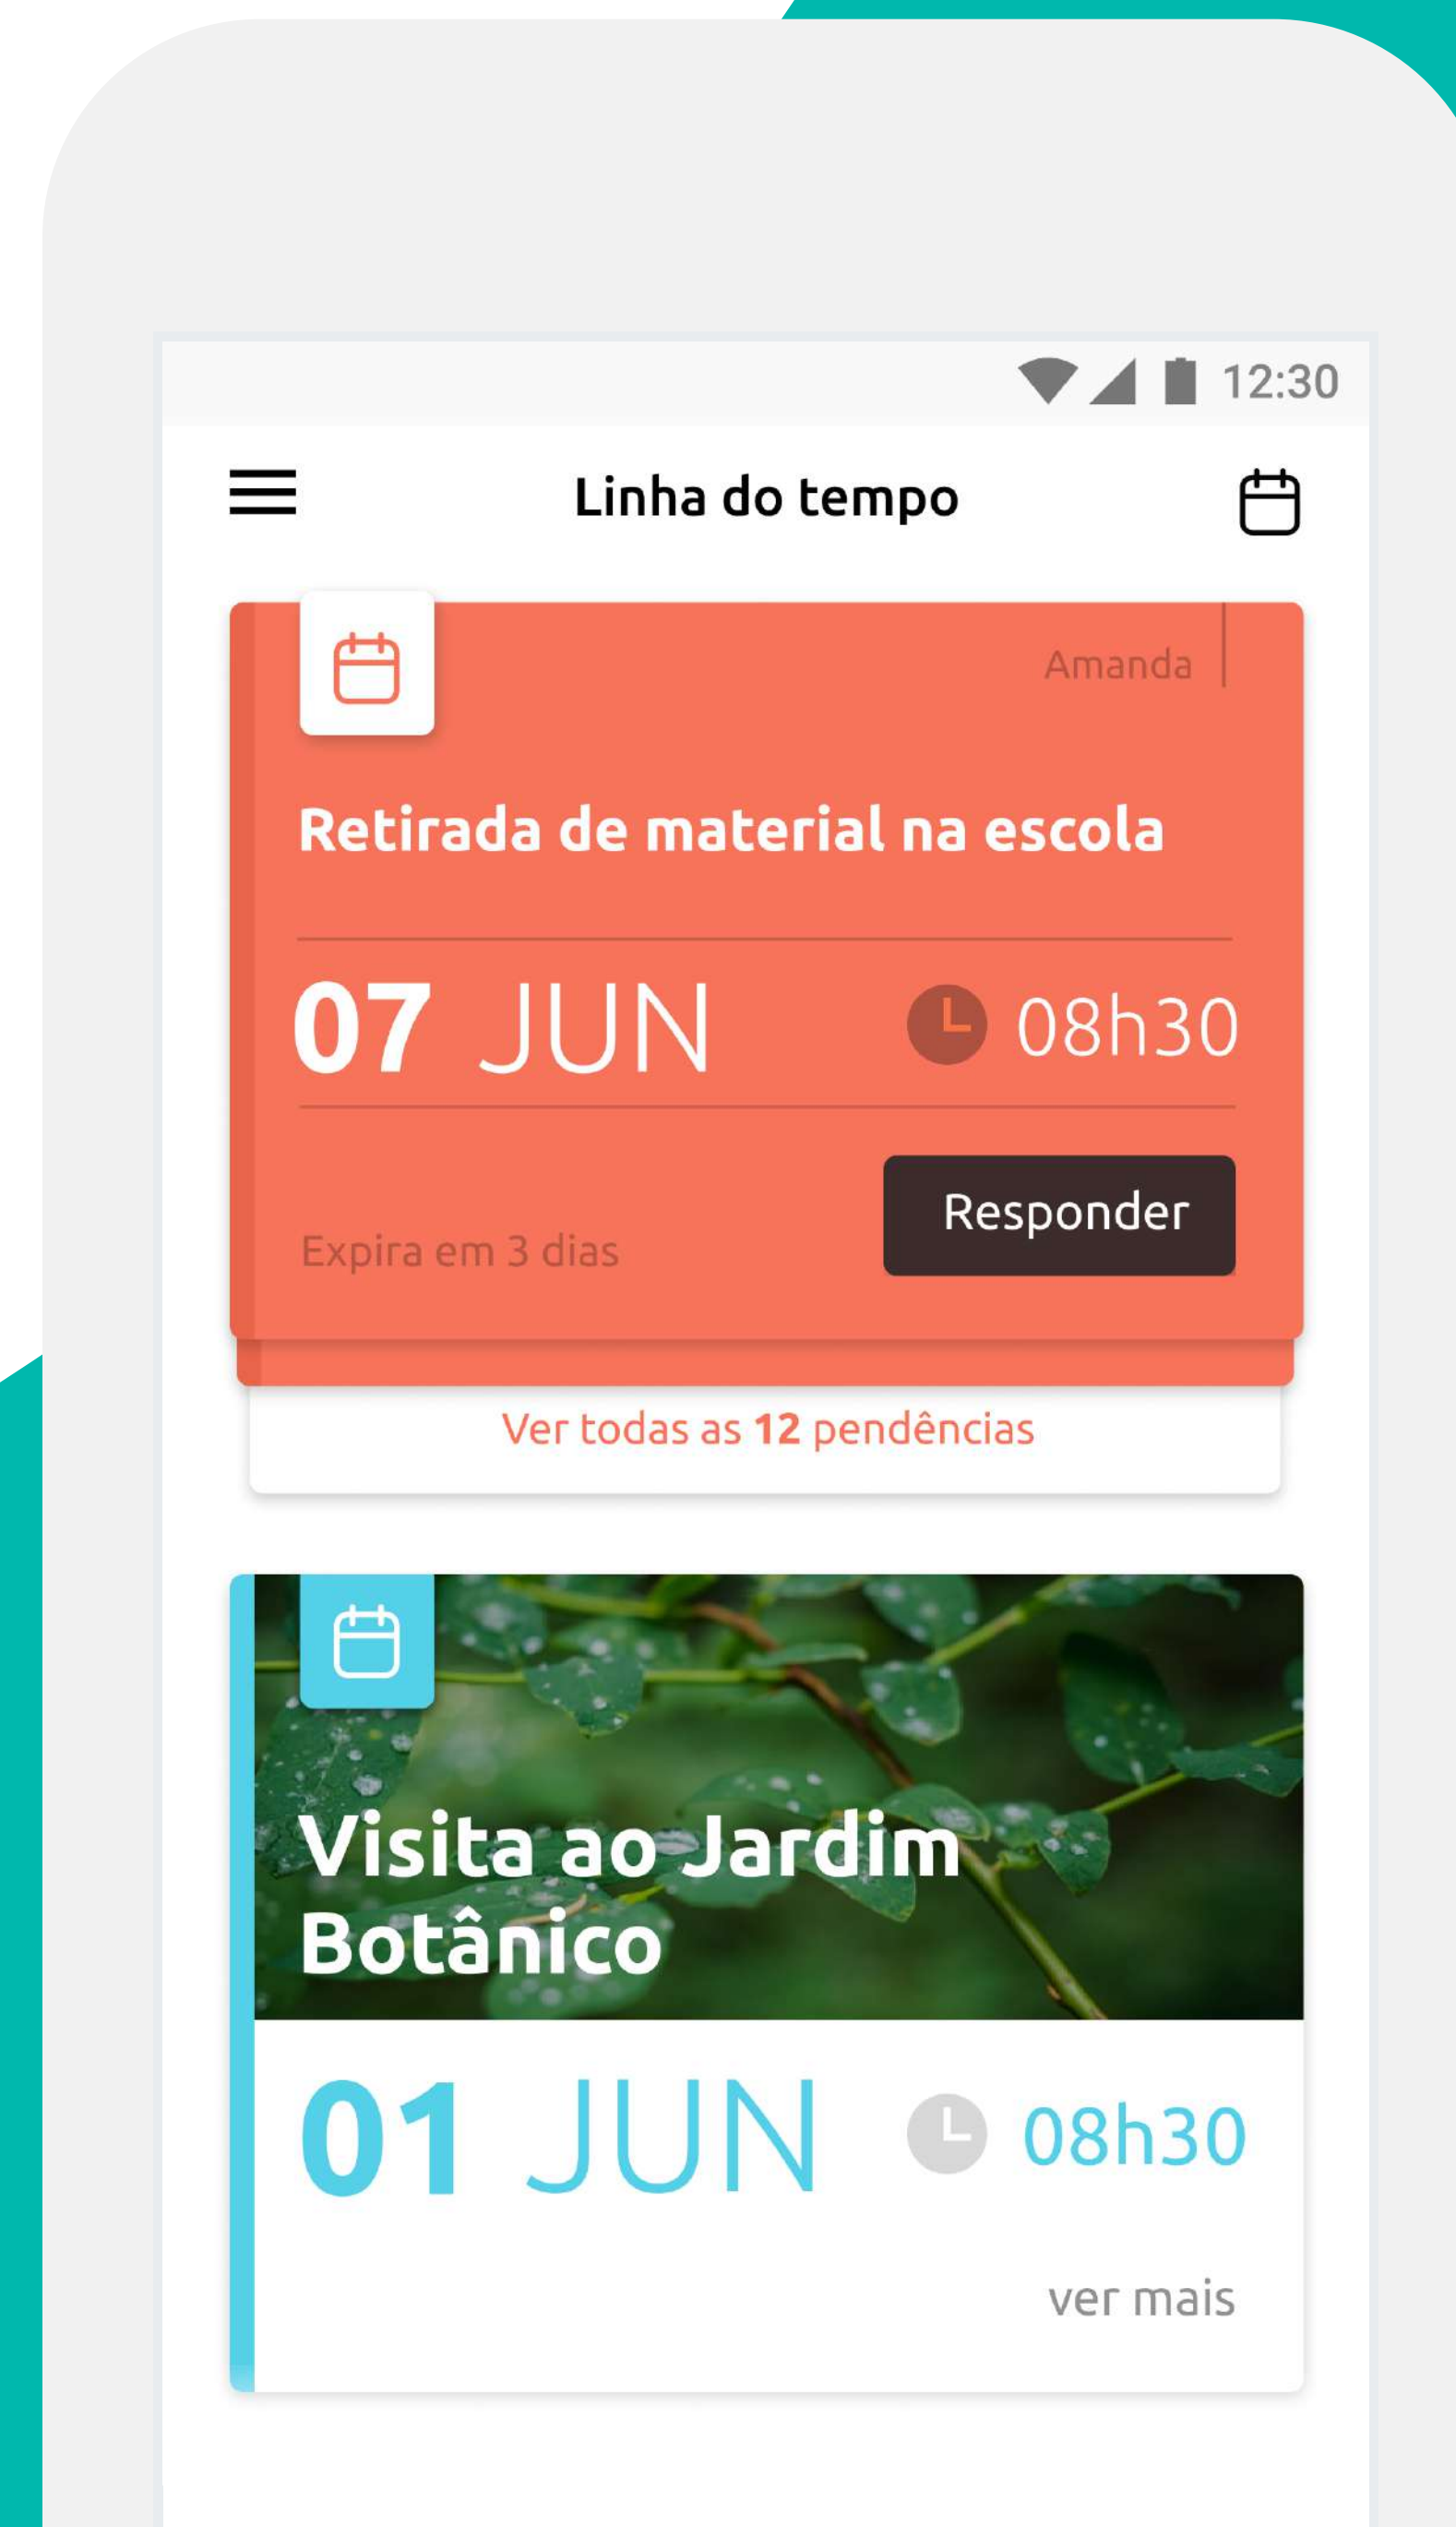 12:30
Linha do tempo
Amanda
Retirada de material na escola
07 JUN 08h30
Responder
Expira em 3 dias
Ver todas as 12 pendências
Visita ao Jardim
Botânico
01 JUN 08h30
ver mais